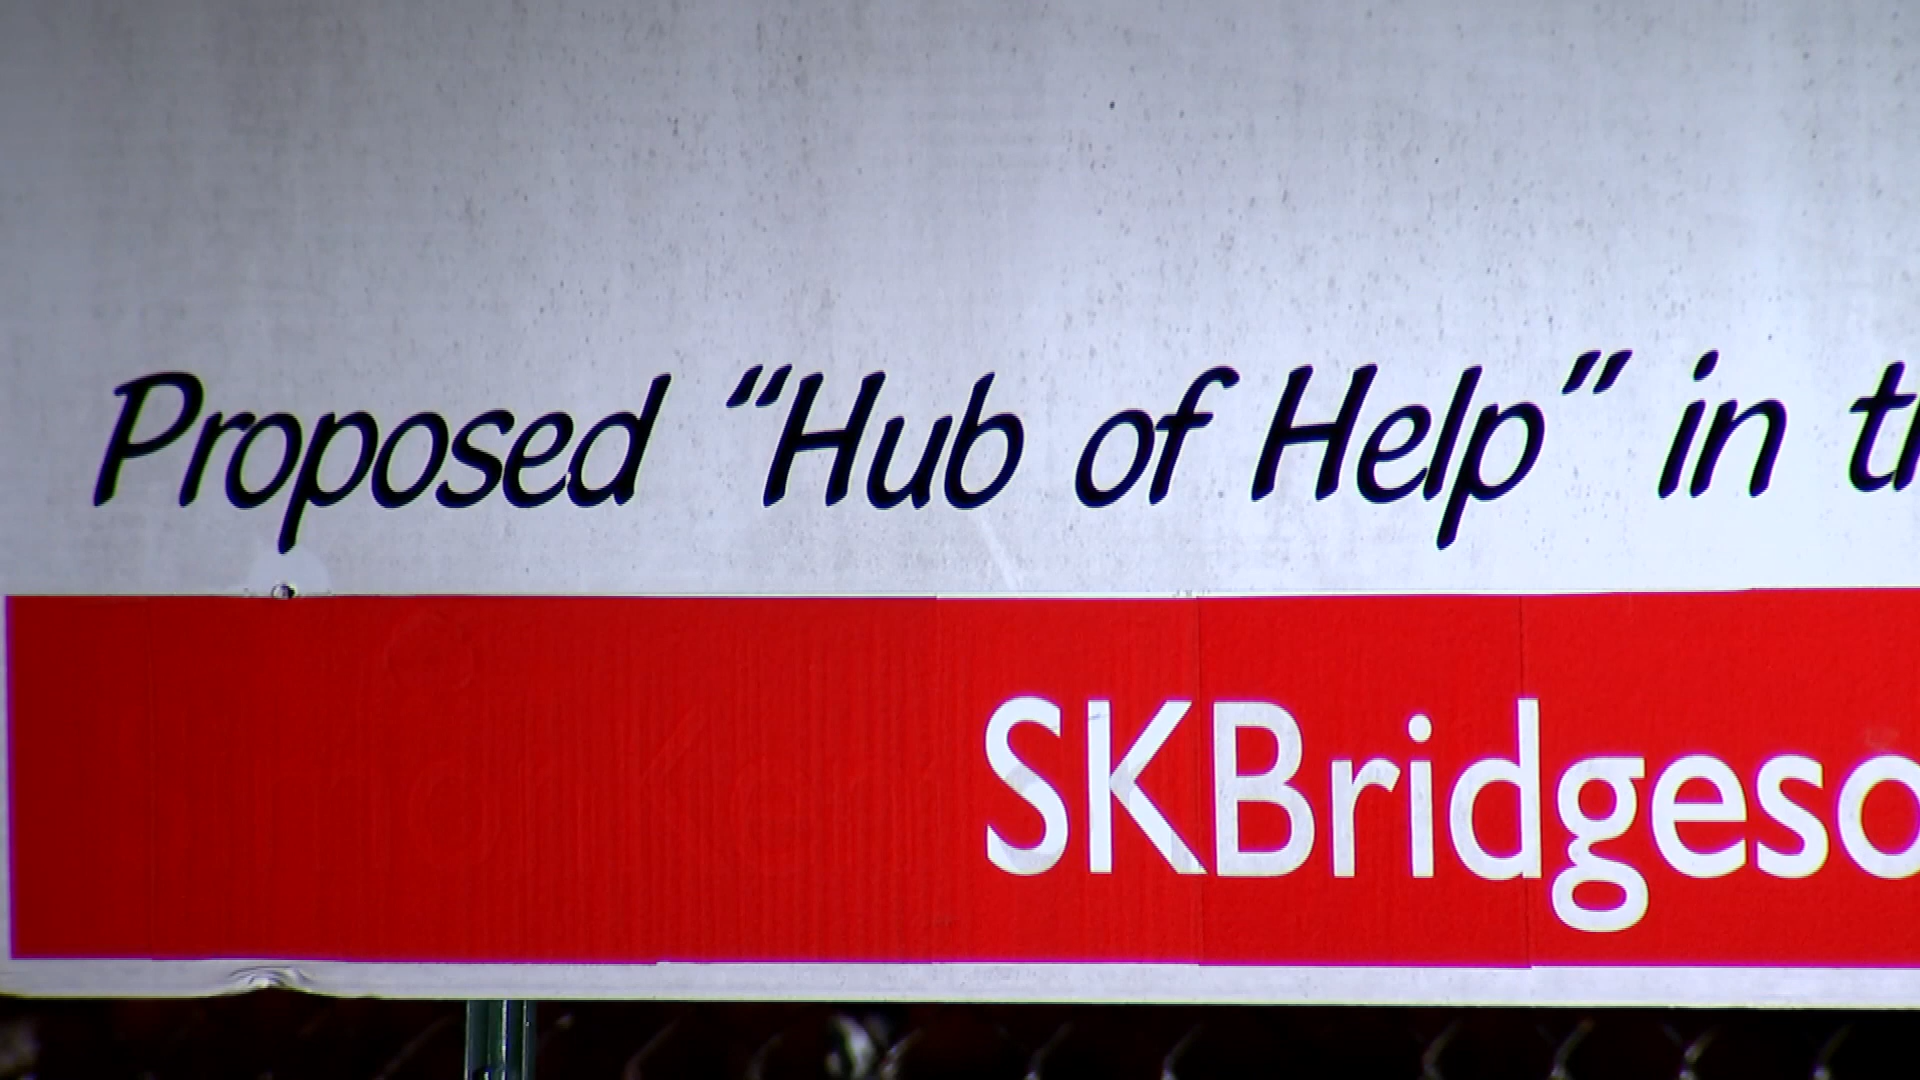 Proposed “Hub of Help” in
SKBridgeso